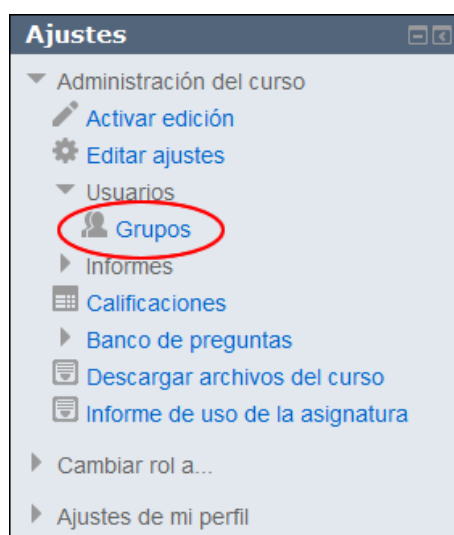 Ajustes
Administración del curso
Activar edición
Editar ajustes
Usuarios
Grupos
Informes
Calificaciones
Banco de preguntas
Descargar archivos del curso
Informe de uso de la asignatura
Cambiar rol a...
Ajustes de mi perfil